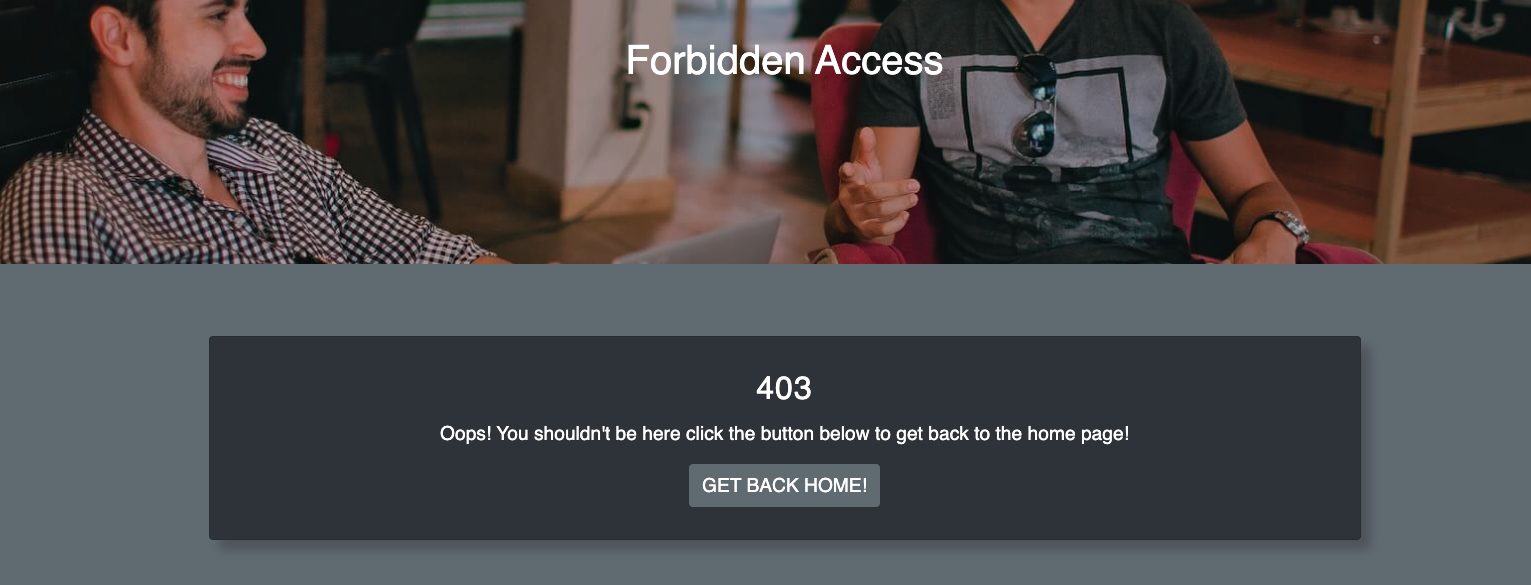 Forbidden Access
403
Oops! You shouldn't be here click the button below to get back to the home page!
GET BACK HOME!